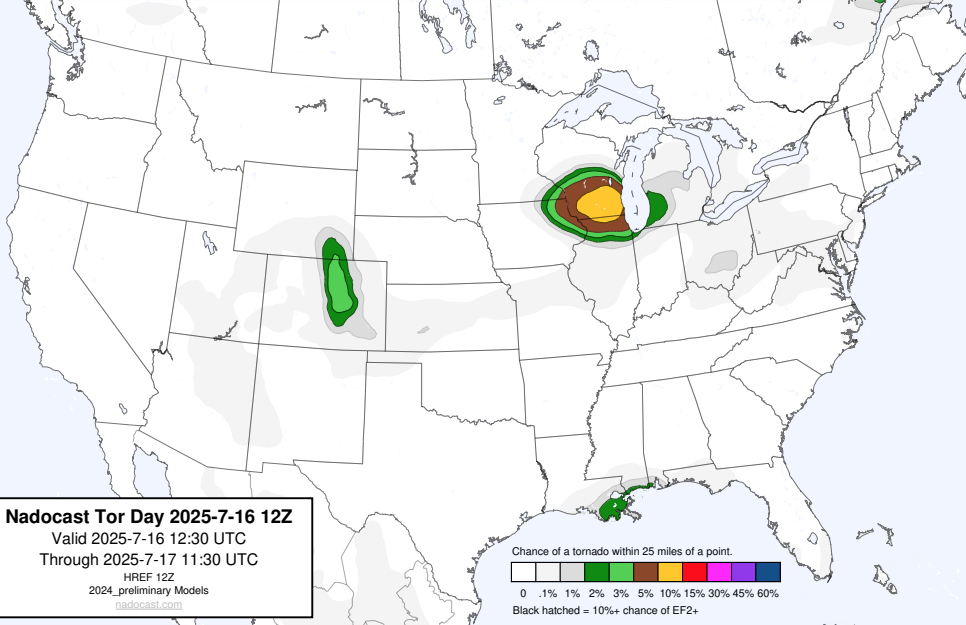 Nadocast Tor Day 2025-7-16 12Z
Valid 2025-7-16 12:30 UTC
Through 2025-7-17 11:30 UTC
HREF 12Z
2024_preliminary Models
nadocast.com
Chance of a tornado within 25 miles of a point.
0 .1% 1% 2% 3% 5% 10% 15% 30% 45% 60%
Black hatched = 10%+ chance of EF2+